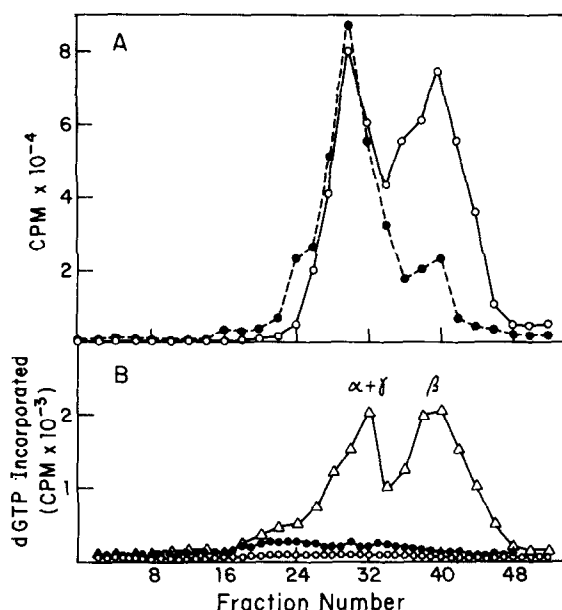 A
8
6
4
2
CPM x 10⁻⁴
B
α+γ
β
2
1
dGTP Incorporated
(CPM x 10⁻³)
8 16 24 32 40 48
Fraction Number